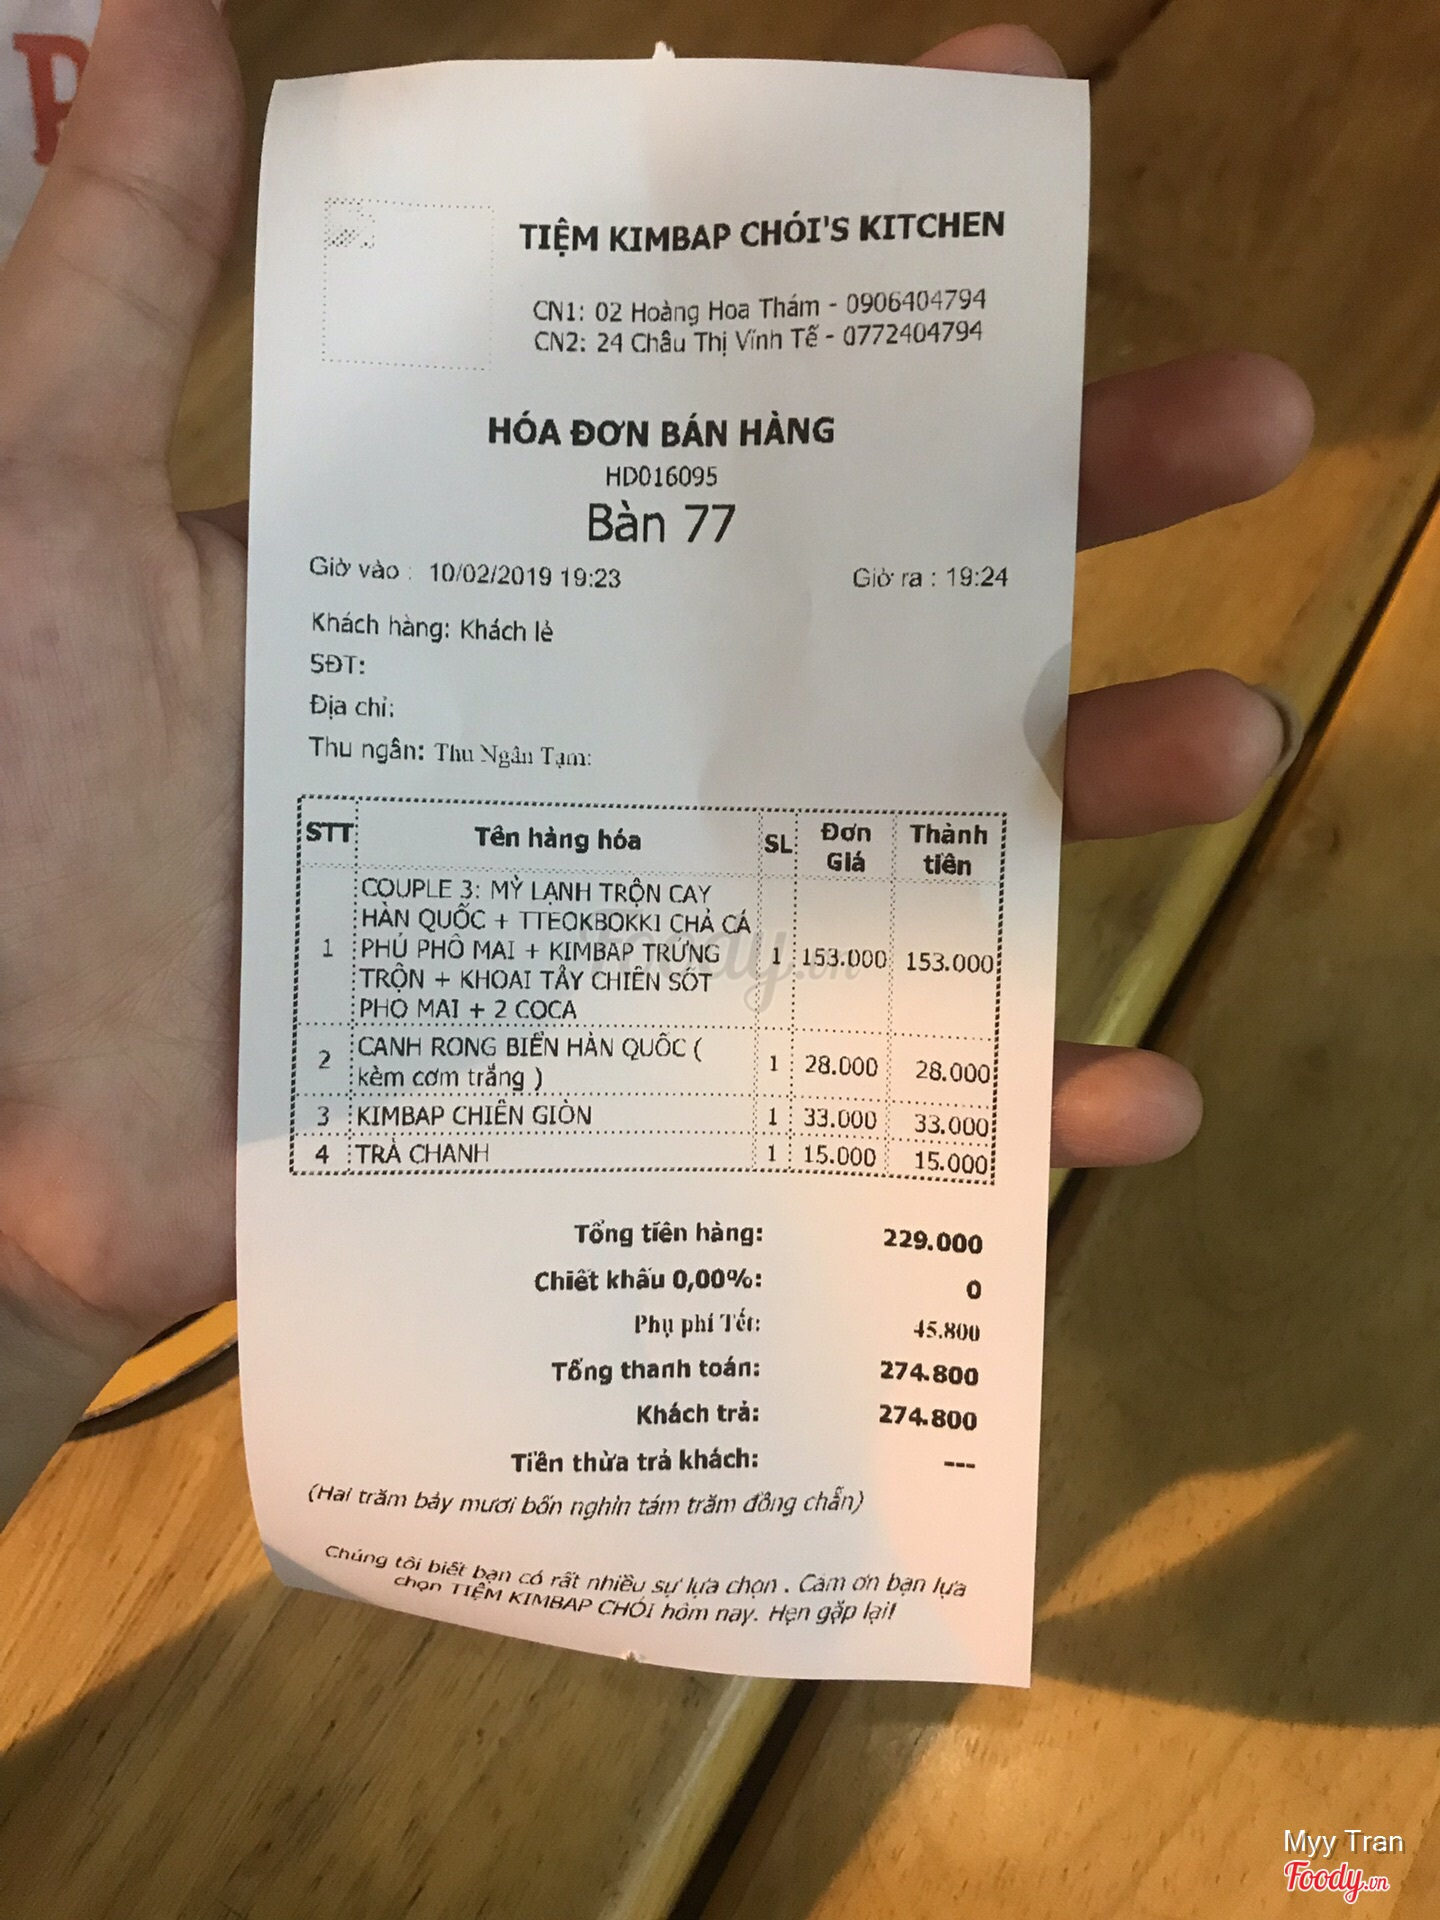 TIỆM KIMBAP CHÓI'S KITCHEN
CN1: 02 Hoàng Hoa Thám - 0906404794
CN2: 24 Châu Thị Vĩnh Tế - 0772404794
HÓA ĐƠN BÁN HÀNG
HD016095
Bàn 77
Giờ vào : 10/02/2019 19:23 Giờ ra : 19:24
Khách hàng: Khách lẻ
SĐT:
Địa chỉ:
Thu ngân: Thu Ngân Tạm:
STT Tên hàng hóa SL Đơn Giá Thành tiền
1 COUPLE 3: MỲ LẠNH TRỘN CAY
HÀN QUỐC + TTEOKBOKKI CHẢ CÁ
PHỦ PHÔ MAI + KIMBAP TRỨNG 1 153.000 153.000
TRỘN + KHOAI TÂY CHIÊN SỐT
PHO MAI + 2 COCA
2 CANH RONG BIỂN HÀN QUỐC ( 1 28.000 28.000
kèm cơm trắng )
3 KIMBAP CHIÊN GIÒN 1 33.000 33.000
4 TRÀ CHANH 1 15.000 15.000
Tổng tiền hàng: 229.000
Chiết khấu 0,00%: 0
Phụ phí Tết: 45.800
Tổng thanh toán: 274.800
Khách trả: 274.800
Tiền thừa trả khách: ---
(Hai trăm bảy mươi bốn nghìn tám trăm đồng chẵn)
Chúng tôi biết bạn có rất nhiều sự lựa chọn . Cảm ơn bạn lựa
chọn TIỆM KIMBAP CHÓI hôm nay. Hẹn gặp lại!
Foody.vn
Myy Tran
Foody.vn